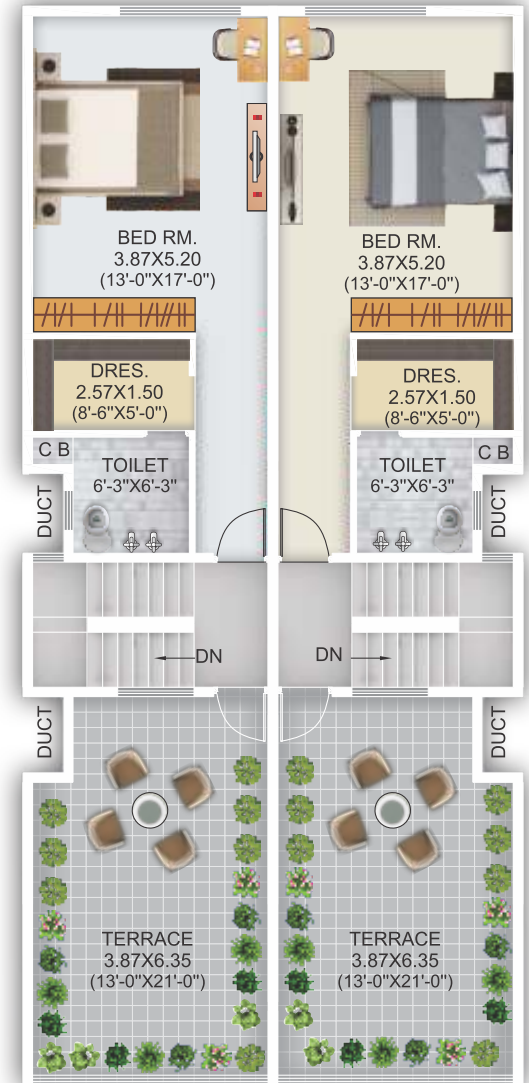 BED RM.
3.87X5.20
(13'-0"X17'-0")
BED RM.
3.87X5.20
(13'-0"X17'-0")
DRES.
2.57X1.50
(8'-6"X5'-0")
DRES.
2.57X1.50
(8'-6"X5'-0")
C B
TOILET
6'-3"X6'-3"
DUCT
TOILET
6'-3"X6'-3"
C B
DUCT
DN
DN
DUCT
DUCT
TERRACE
3.87X6.35
(13'-0"X21'-0")
TERRACE
3.87X6.35
(13'-0"X21'-0")